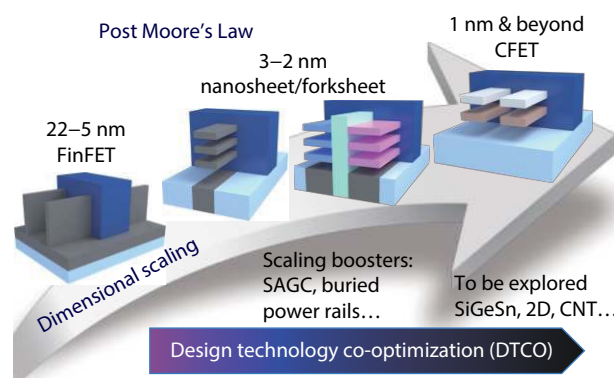 Post Moore's Law
1 nm & beyond
CFET
3–2 nm
nanosheet/forksheet
22–5 nm
FinFET
Dimensional scaling
Scaling boosters:
SAGC, buried
power rails…
To be explored
SiGeSn, 2D, CNT…
Design technology co-optimization (DTCO)